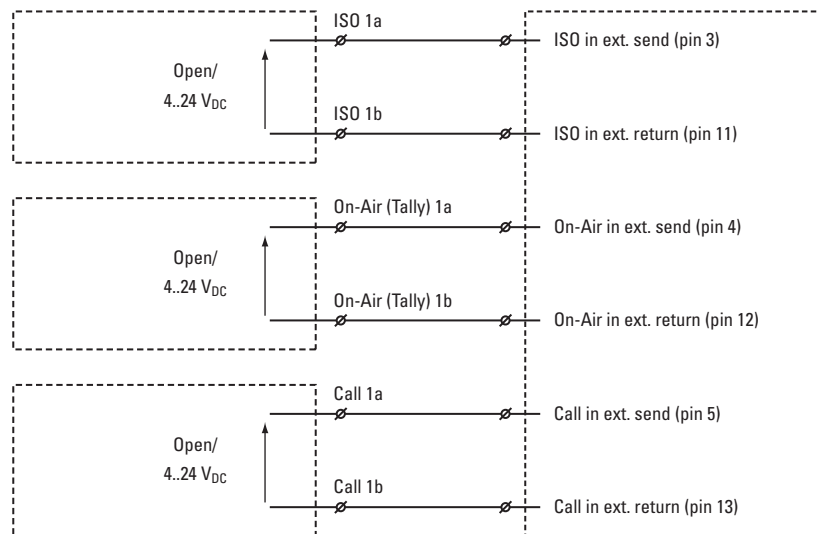 ISO 1a
ISO in ext. send (pin 3)
Open/
4..24 VDC
ISO 1b
ISO in ext. return (pin 11)
On-Air (Tally) 1a
On-Air in ext. send (pin 4)
Open/
4..24 VDC
On-Air (Tally) 1b
On-Air in ext. return (pin 12)
Call 1a
Call in ext. send (pin 5)
Open/
4..24 VDC
Call 1b
Call in ext. return (pin 13)